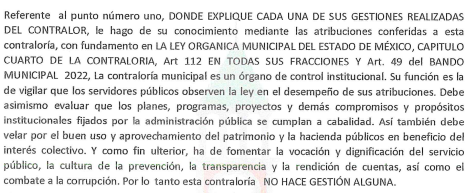 Referente al punto número uno, DONDE EXPLIQUE CADA UNA DE SUS GESTIONES REALIZADAS
DEL CONTRALOR, le hago de su conocimiento mediante las atribuciones conferidas a esta
contraloría, con fundamento en LA LEY ORGANICA MUNICIPAL DEL ESTADO DE MÉXICO, CAPITULO
CUARTO DE LA CONTRALORIA, Art 112 EN TODAS SUS FRACCIONES Y Art. 49 del BANDO
MUNICIPAL 2022, La contraloría municipal es un órgano de control institucional. Su función es la
de vigilar que los servidores públicos observen la ley en el desempeño de sus atribuciones. Debe
asimismo evaluar que los planes, programas, proyectos y demás compromisos y propósitos
institucionales fijados por la administración pública se cumplan a cabalidad. Así también debe
velar por el buen uso y aprovechamiento del patrimonio y la hacienda públicos en beneficio del
interés colectivo. Y como fin ulterior, ha de fomentar la vocación y dignificación del servicio
público, la cultura de la prevención, la transparencia y la rendición de cuentas, así como el
combate a la corrupción. Por lo tanto esta contraloría NO HACE GESTIÓN ALGUNA.